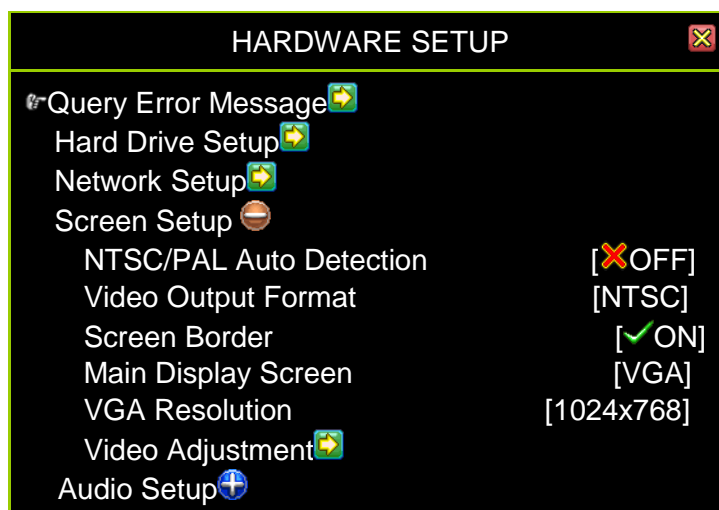 HARDWARE SETUP
Query Error Message
Hard Drive Setup
Network Setup
Screen Setup
NTSC/PAL Auto Detection [OFF]
Video Output Format [NTSC]
Screen Border [ON]
Main Display Screen [VGA]
VGA Resolution [1024x768]
Video Adjustment
Audio Setup